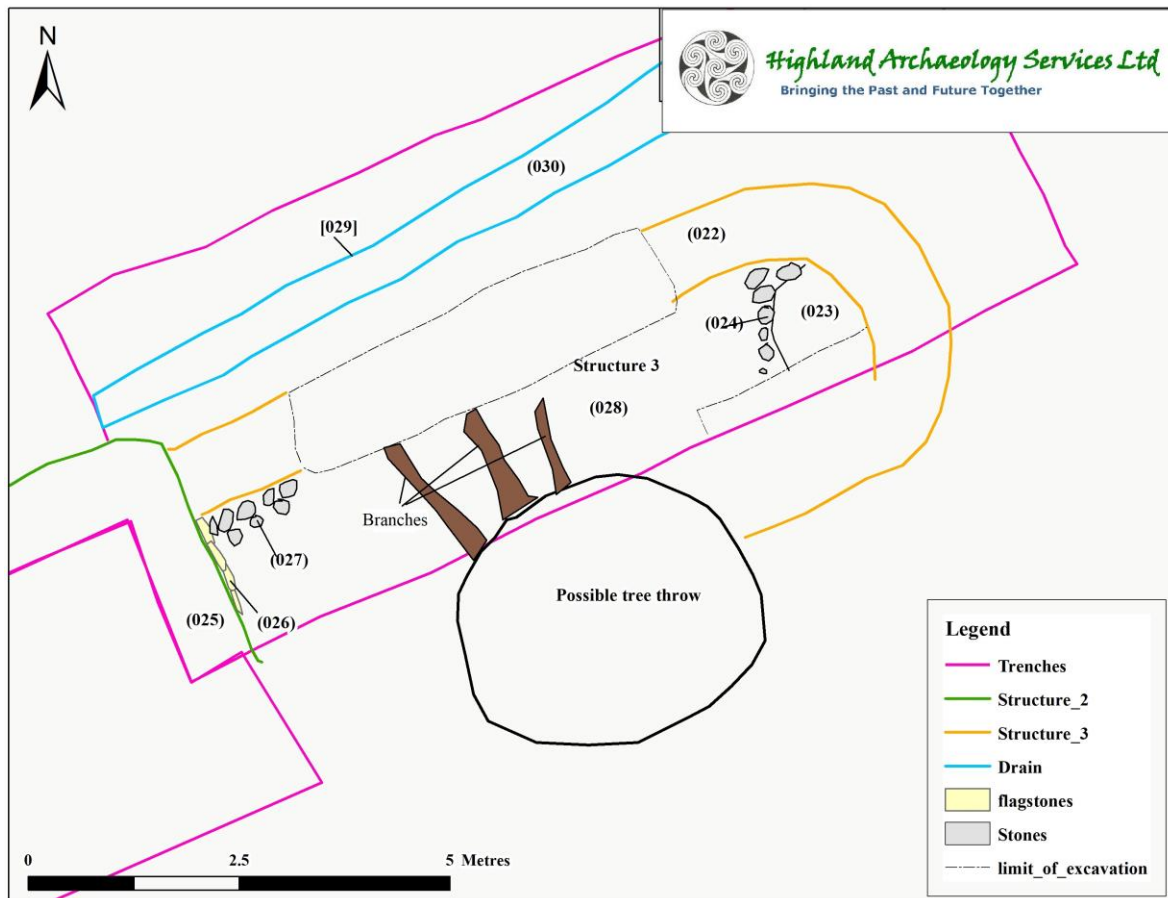 N
Highland Archaeology Services Ltd
Bringing the Past and Future Together
(030)
[029]
(022)
(024)
(023)
Structure 3
(028)
Branches
(027)
(025)
(026)
Possible tree throw
Legend
Trenches
Structure_2
Structure_3
Drain
flagstones
Stones
limit_of_excavation
0 2.5 5 Metres